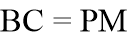 BC = PM